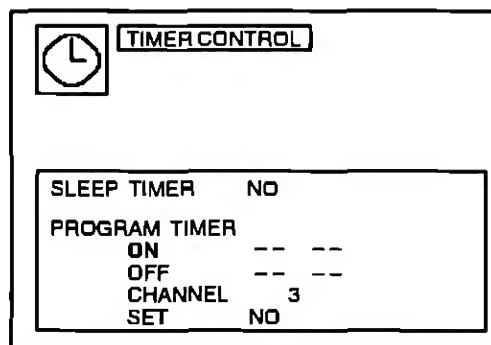 TIMER CONTROL
SLEEP TIMER NO
PROGRAM TIMER
ON -- --
OFF -- --
CHANNEL 3
SET NO